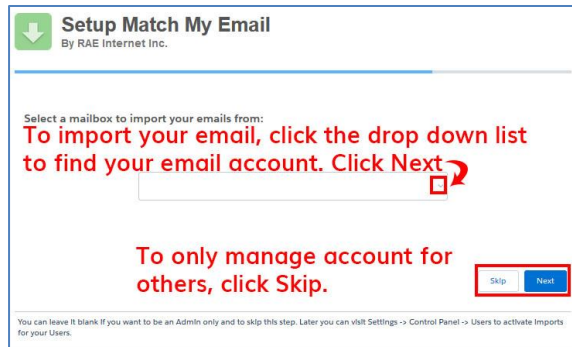 Setup Match My Email
By RAE Internet Inc.
Select a mailbox to import your emails from:
To import your email, click the drop down list
to find your email account. Click Next
To only manage account for
others, click Skip.
Skip
Next
You can leave it blank if you want to be an Admin only and to skip this step. Later you can visit Settings -> Control Panel -> Users to activate Imports
for your Users.